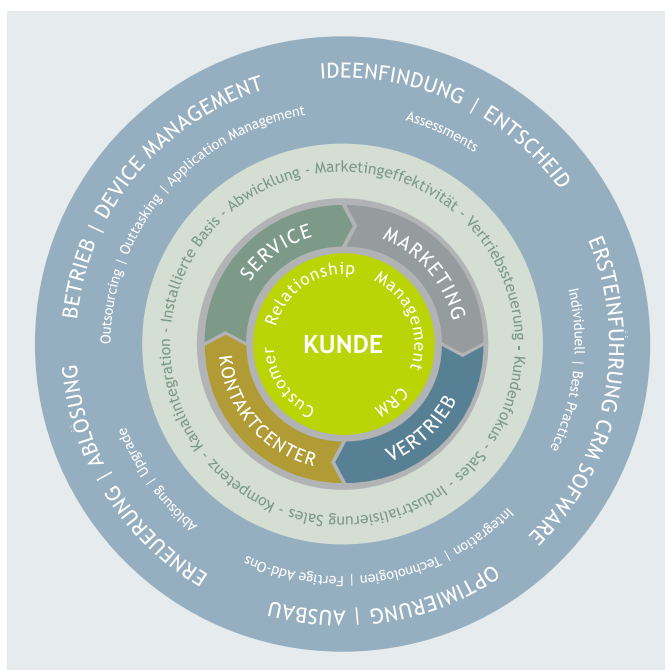 IDEENFINDUNG | ENTSCHEID
Assessments
ERSTEINFÜHRUNG CRM SOFWARE
Individuell | Best Practice
OPTIMIERUNG | AUSBAU
Integration | Technologien | Fertige Add-Ons
ERNEUERUNG | ABLÖSUNG
Ablösung | Upgrade
BETRIEB | DEVICE MANAGEMENT
Outsourcing | Outtasking | Application Management
Installierte Basis - Abwicklung - Marketingeffektivität - Vertriebssteuerung - Kundenfokus - Sales - Industrialisierung Sales - Kompetenz - Kanalintegration -
SERVICE
MARKETING
VERTRIEB
KONTAKTCENTER
Customer Relationship Management CRM
KUNDE